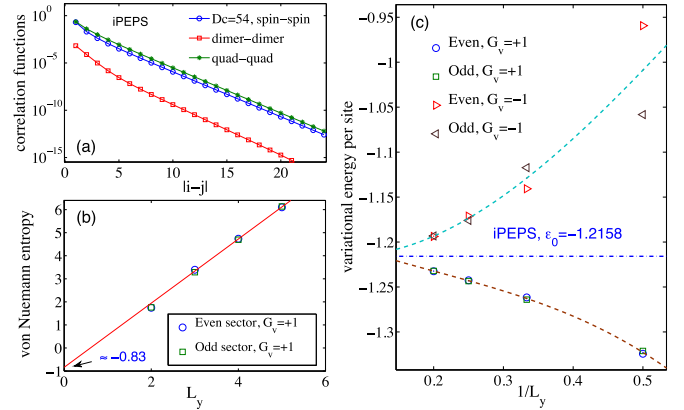 iPEPS
Dc=54, spin−spin
dimer−dimer
quad−quad
correlation functions
10^0
10^−5
10^−10
10^−15
(a)
5
10
15
20
|i−j|
(b)
von Nuemann entropy
6
5
4
3
2
1
0
−1
≈ −0.83
Even sector, G_v=+1
Odd sector, G_v=+1
0
2
4
6
L_y
(c)
variational energy per site
−0.95
−1
−1.05
−1.1
−1.15
−1.2
−1.25
−1.3
Even, G_v=+1
Odd, G_v=+1
Even, G_v=−1
Odd, G_v=−1
iPEPS, ε_0=−1.2158
0.2
0.3
0.4
0.5
1/L_y